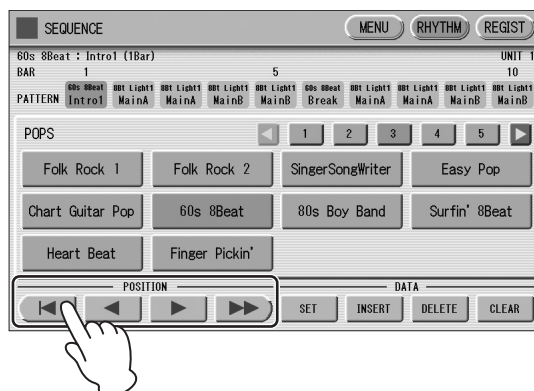 SEQUENCE MENU RHYTHM REGIST
60s 8Beat : Intro1 (1Bar) UNIT 1
BAR 1 5 10
60s 8Beat 8Bt Light1 8Bt Light1 8Bt Light1 8Bt Light1 60s 8Beat 8Bt Light1 8Bt Light1 8Bt Light1 8Bt Light1
PATTERN Intro1 MainA MainA MainB MainB Break MainA MainA MainB MainB
POPS 1 2 3 4 5
Folk Rock 1 Folk Rock 2 SingerSongWriter Easy Pop
Chart Guitar Pop 60s 8Beat 80s Boy Band Surfin' 8Beat
Heart Beat Finger Pickin'
POSITION DATA
SET INSERT DELETE CLEAR